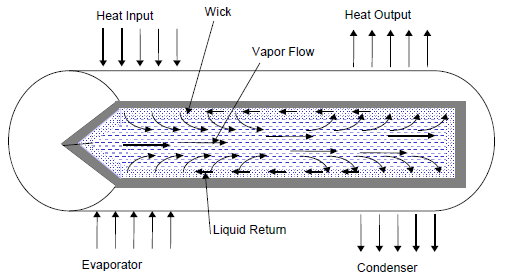 Heat Input
Wick
Heat Output
Vapor Flow
Liquid Return
Evaporator
Condenser